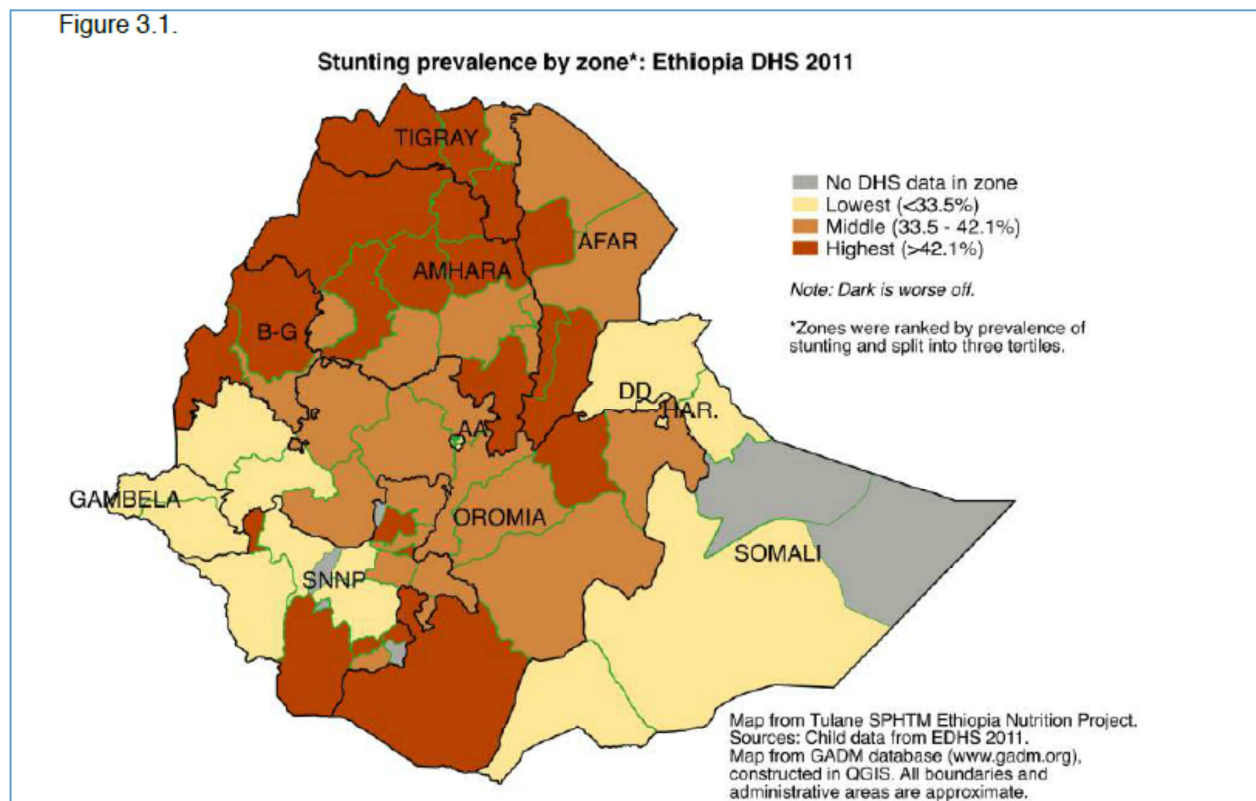 Figure 3.1.
Stunting prevalence by zone*: Ethiopia DHS 2011
TIGRAY
No DHS data in zone
Lowest (<33.5%)
Middle (33.5 - 42.1%)
Highest (>42.1%)
AFAR
AMHARA
Note: Dark is worse off.
*Zones were ranked by prevalence of
stunting and split into three tertiles.
B-G
DD
HAR.
AA
GAMBELA
OROMIA
SOMALI
SNNP
Map from Tulane SPHTM Ethiopia Nutrition Project.
Sources: Child data from EDHS 2011.
Map from GADM database (www.gadm.org),
constructed in QGIS. All boundaries and
administrative areas are approximate.